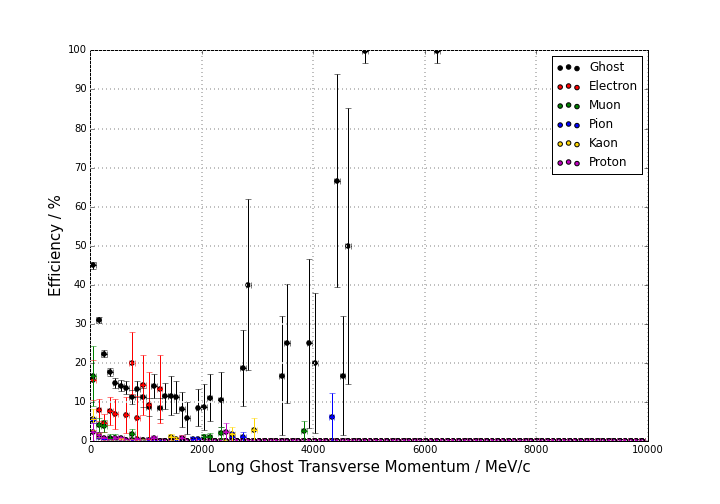 100
90
80
70
60
50
40
30
20
10
0
Efficiency / %
Ghost
Electron
Muon
Pion
Kaon
Proton
0 2000 4000 6000 8000 10000
Long Ghost Transverse Momentum / MeV/c